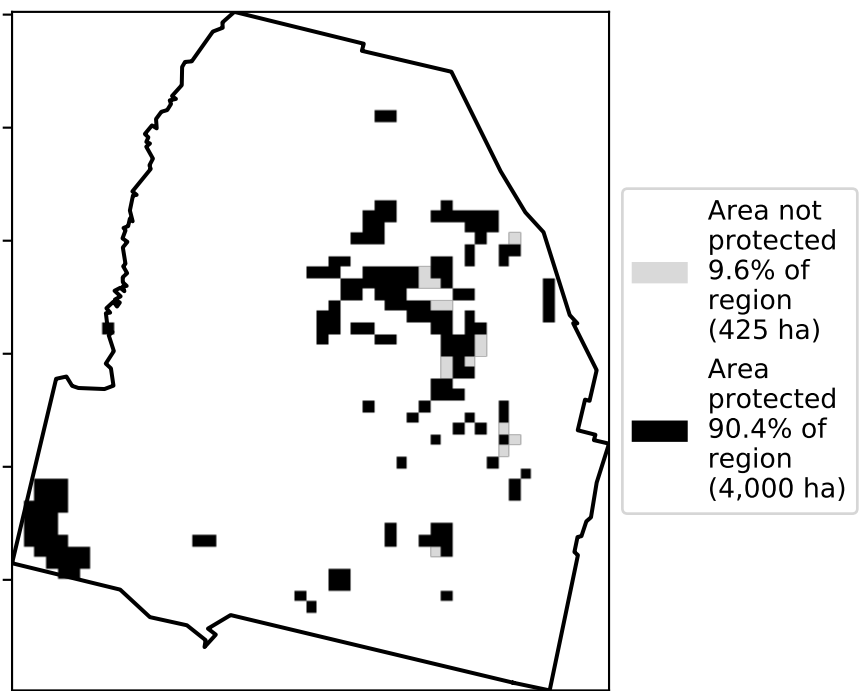 Area not
protected
9.6% of
region
(425 ha)
Area
protected
90.4% of
region
(4,000 ha)